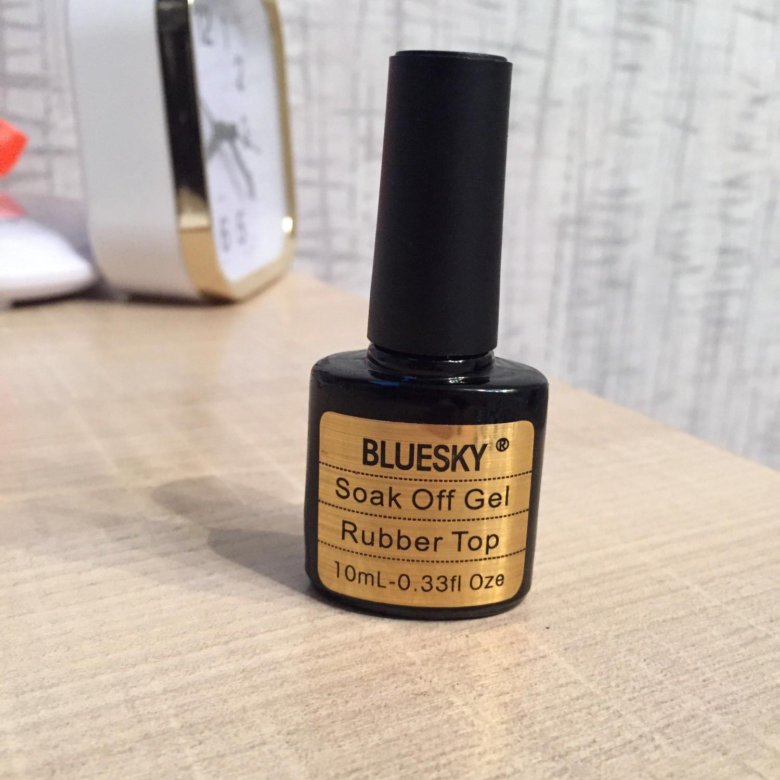 BLUESKY®
Soak Off Gel
Rubber Top
10mL-0.33fl Oze